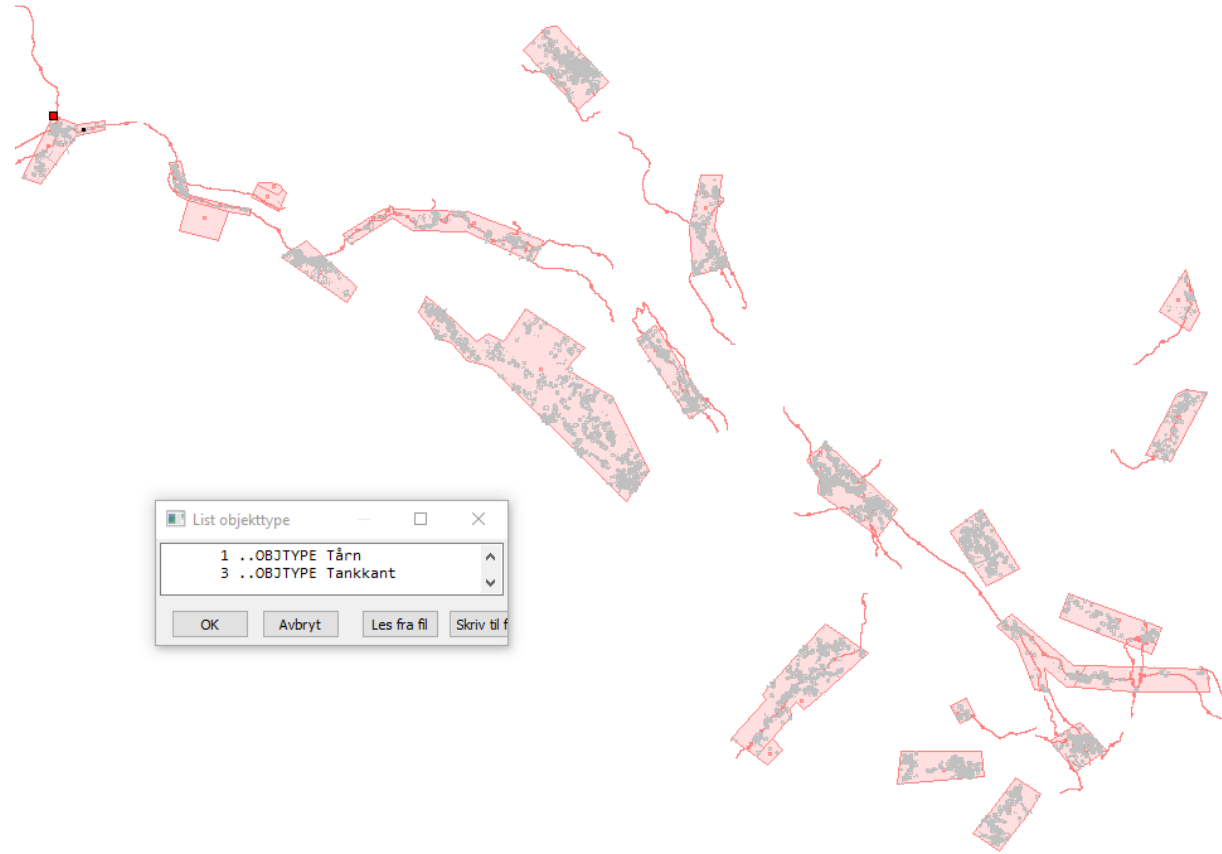 List objekttype
1 ..OBJTYPE Tårn
3 ..OBJTYPE Tankkant
OK Avbryt Les fra fil Skriv til f